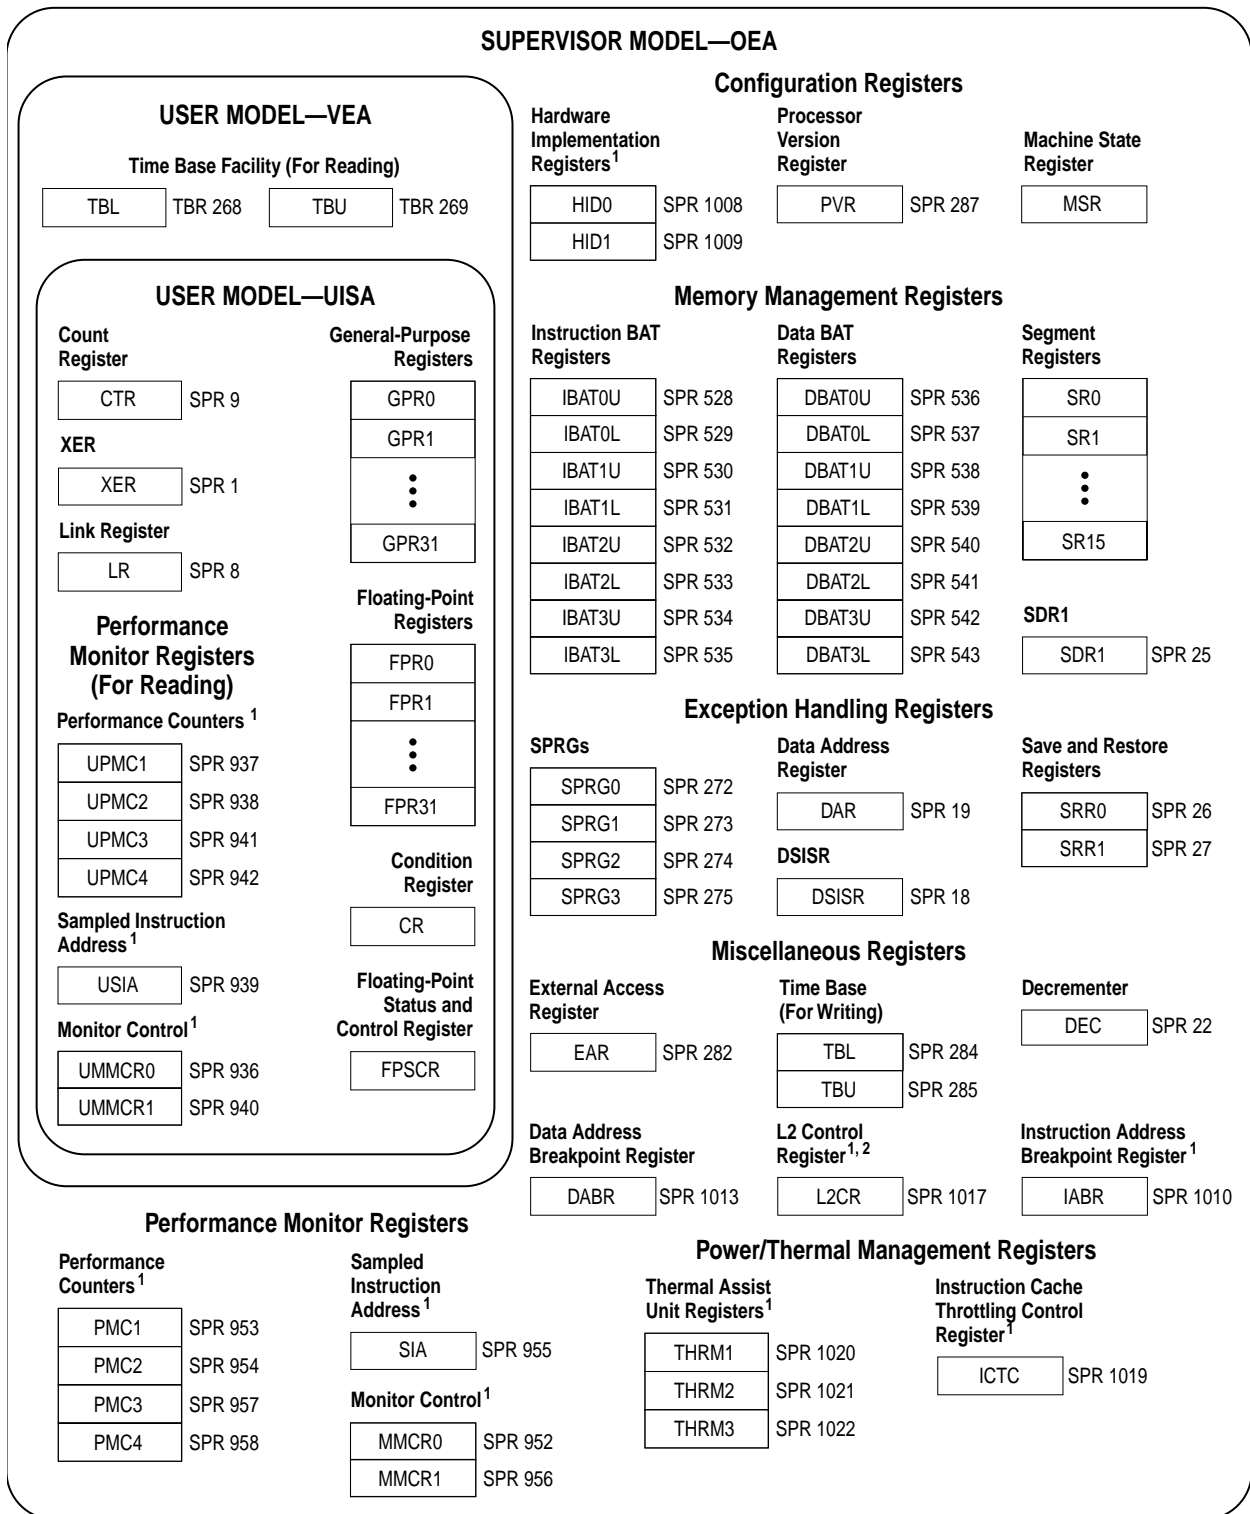 SUPERVISOR MODEL—OEA
USER MODEL—VEA
Time Base Facility (For Reading)
TBL TBR 268 TBU TBR 269
USER MODEL—UISA
Count
Register
CTR SPR 9
XER
XER SPR 1
Link Register
LR SPR 8
Performance
Monitor Registers
(For Reading)
Performance Counters 1
UPMC1 SPR 937
UPMC2 SPR 938
UPMC3 SPR 941
UPMC4 SPR 942
Sampled Instruction
Address 1
USIA SPR 939
Monitor Control 1
UMMCR0 SPR 936
UMMCR1 SPR 940
General-Purpose
Registers
GPR0
GPR1
GPR31
Floating-Point
Registers
FPR0
FPR1
FPR31
Condition
Register
CR
Floating-Point
Status and
Control Register
FPSCR
Configuration Registers
Hardware
Implementation
Registers 1
HID0 SPR 1008
HID1 SPR 1009
Processor
Version
Register
PVR SPR 287
Machine State
Register
MSR
Memory Management Registers
Instruction BAT
Registers
IBAT0U SPR 528
IBAT0L SPR 529
IBAT1U SPR 530
IBAT1L SPR 531
IBAT2U SPR 532
IBAT2L SPR 533
IBAT3U SPR 534
IBAT3L SPR 535
Data BAT
Registers
DBAT0U SPR 536
DBAT0L SPR 537
DBAT1U SPR 538
DBAT1L SPR 539
DBAT2U SPR 540
DBAT2L SPR 541
DBAT3U SPR 542
DBAT3L SPR 543
Segment
Registers
SR0
SR1
SR15
SDR1
SDR1 SPR 25
Exception Handling Registers
SPRGs
SPRG0 SPR 272
SPRG1 SPR 273
SPRG2 SPR 274
SPRG3 SPR 275
Data Address
Register
DAR SPR 19
DSISR
DSISR SPR 18
Save and Restore
Registers
SRR0 SPR 26
SRR1 SPR 27
Miscellaneous Registers
External Access
Register
EAR SPR 282
Time Base
(For Writing)
TBL SPR 284
TBU SPR 285
Decrementer
DEC SPR 22
Data Address
Breakpoint Register
DABR SPR 1013
L2 Control
Register 1, 2
L2CR SPR 1017
Instruction Address
Breakpoint Register 1
IABR SPR 1010
Performance Monitor Registers
Performance
Counters 1
PMC1 SPR 953
PMC2 SPR 954
PMC3 SPR 957
PMC4 SPR 958
Sampled
Instruction
Address 1
SIA SPR 955
Monitor Control 1
MMCR0 SPR 952
MMCR1 SPR 956
Power/Thermal Management Registers
Thermal Assist
Unit Registers 1
THRM1 SPR 1020
THRM2 SPR 1021
THRM3 SPR 1022
Instruction Cache
Throttling Control
Register 1
ICTC SPR 1019